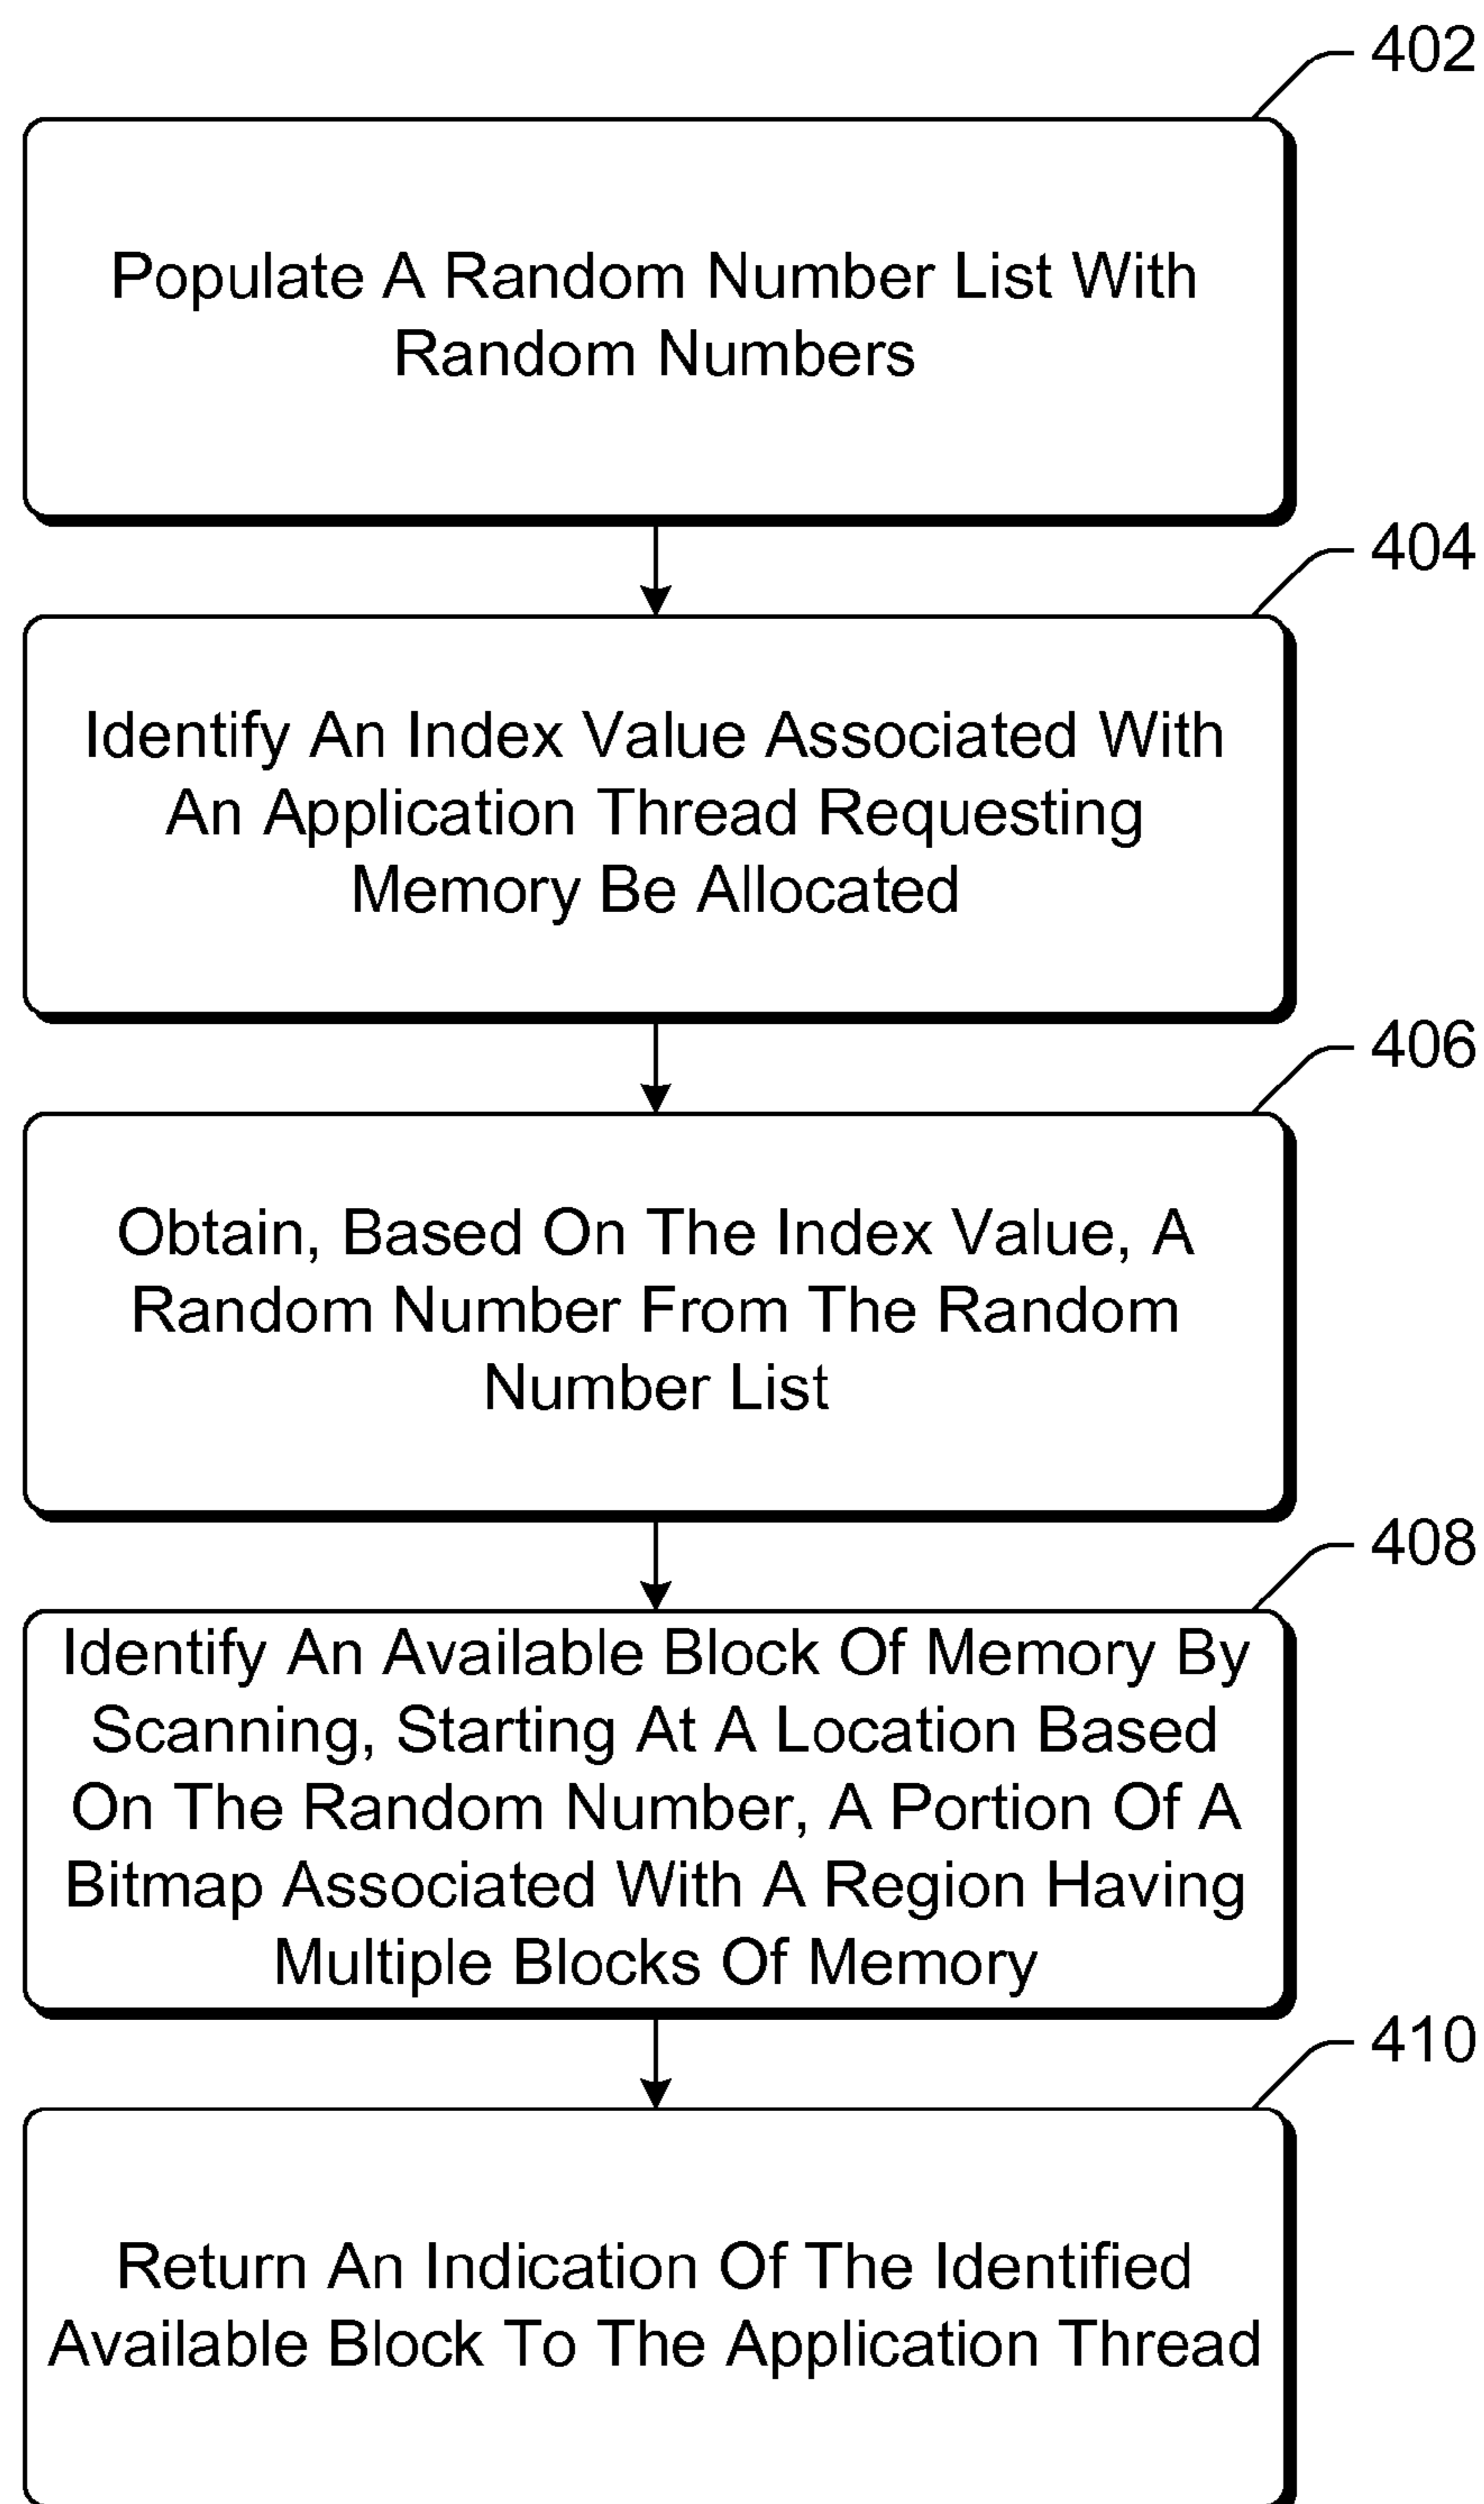 402
Populate A Random Number List With
Random Numbers
404
Identify An Index Value Associated With
An Application Thread Requesting
Memory Be Allocated
406
Obtain, Based On The Index Value, A
Random Number From The Random
Number List
408
Identify An Available Block Of Memory By
Scanning, Starting At A Location Based
On The Random Number, A Portion Of A
Bitmap Associated With A Region Having
Multiple Blocks Of Memory
410
Return An Indication Of The Identified
Available Block To The Application Thread